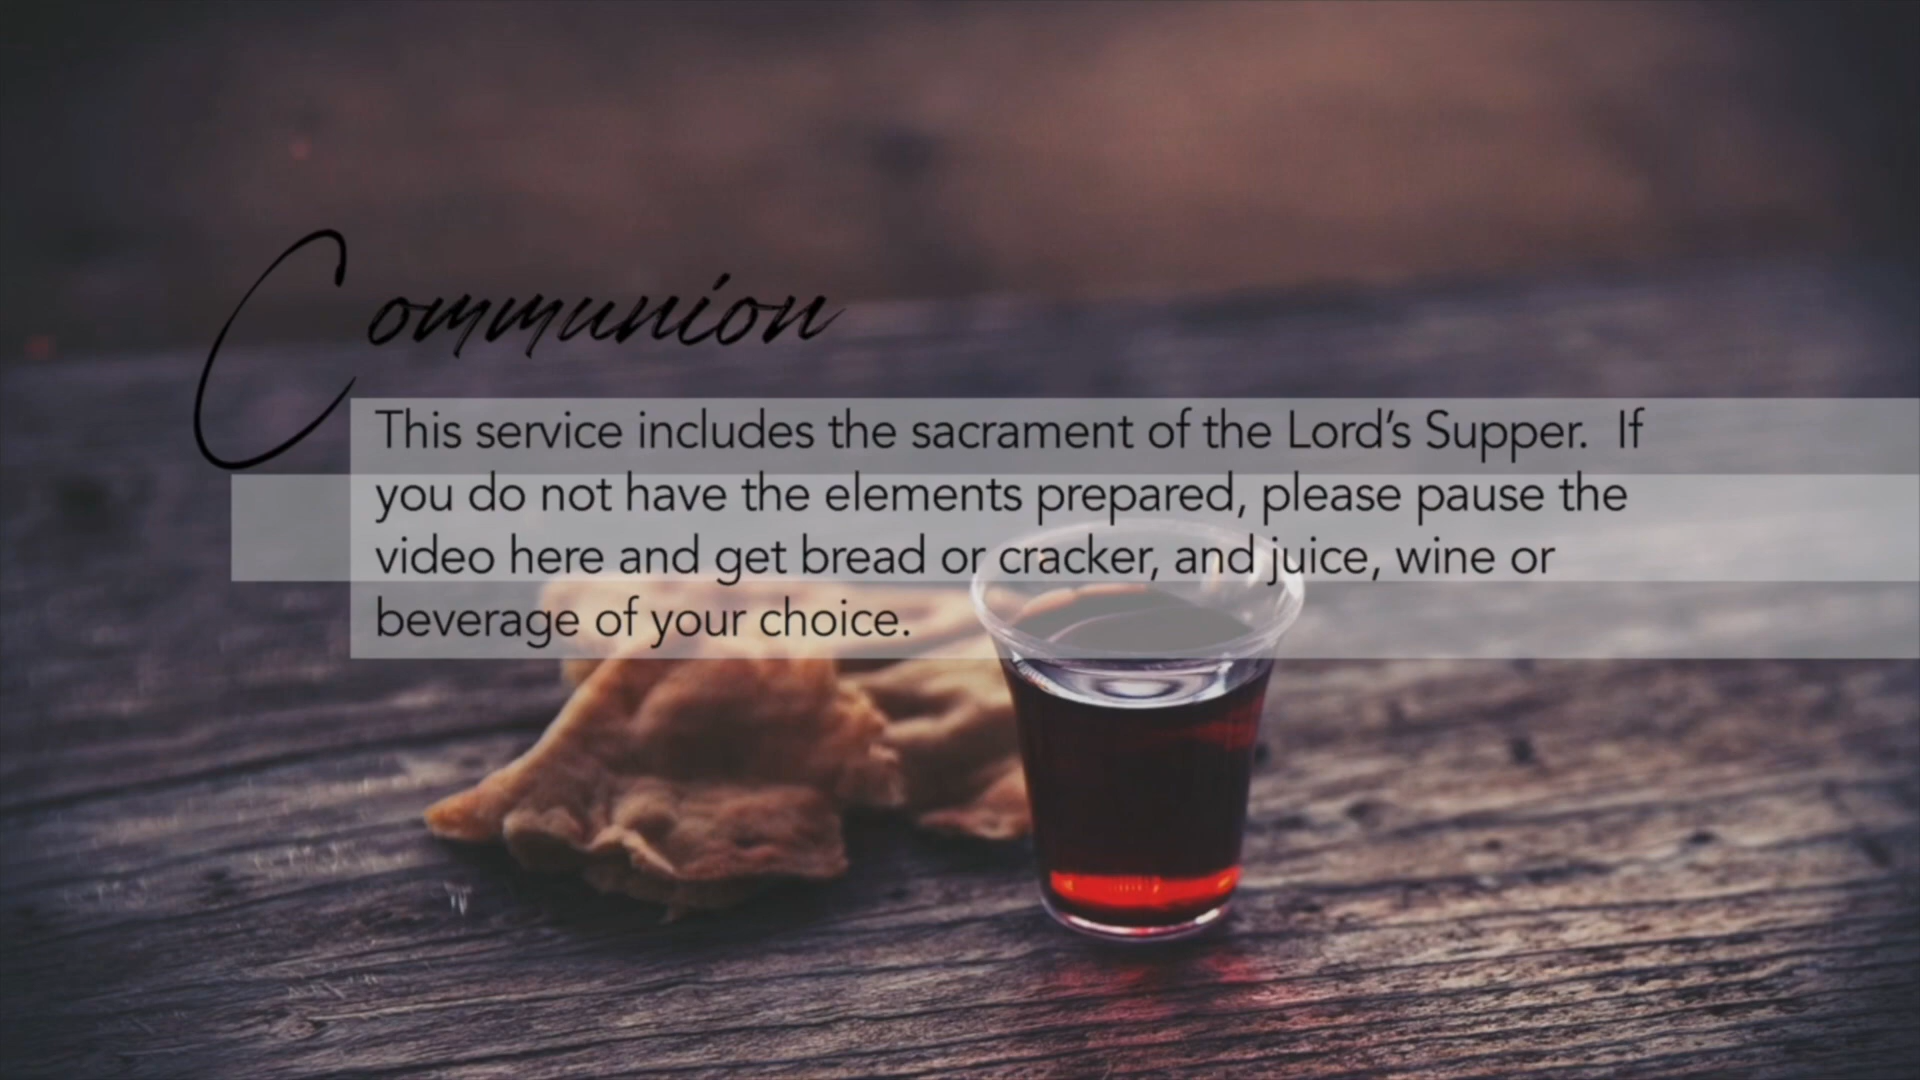 Communion
This service includes the sacrament of the Lord’s Supper.  If
you do not have the elements prepared, please pause the
video here and get bread or cracker, and juice, wine or
beverage of your choice.